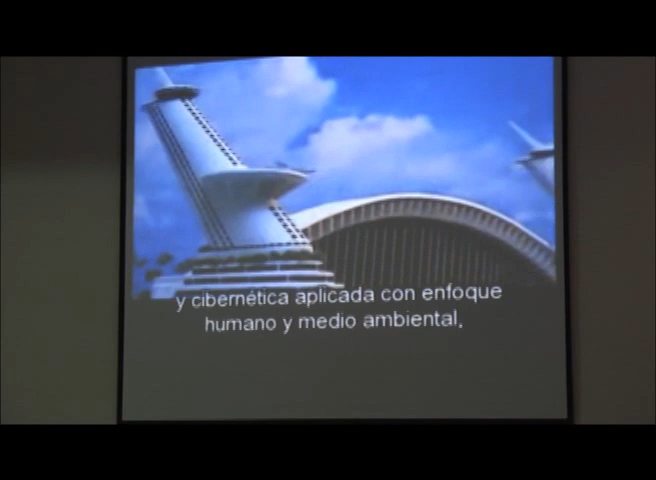 y cibernética aplicada con enfoque
humano y medio ambiental,